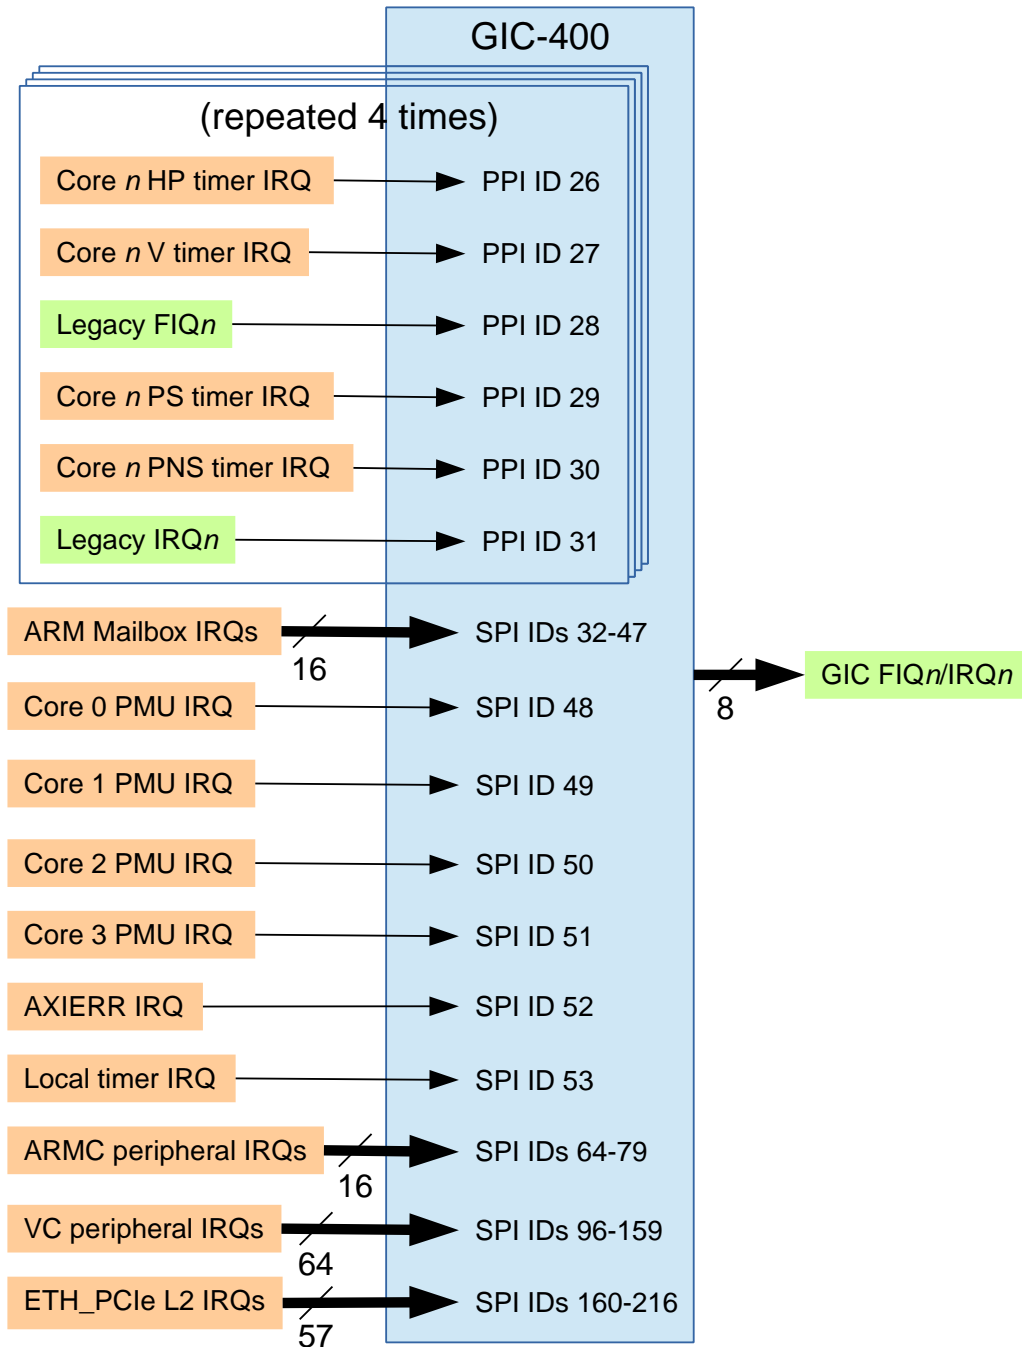 GIC-400
(repeated 4 times)
Core n HP timer IRQ
PPI ID 26
Core n V timer IRQ
PPI ID 27
Legacy FIQn
PPI ID 28
Core n PS timer IRQ
PPI ID 29
Core n PNS timer IRQ
PPI ID 30
Legacy IRQn
PPI ID 31
ARM Mailbox IRQs
16
SPI IDs 32-47
Core 0 PMU IRQ
SPI ID 48
Core 1 PMU IRQ
SPI ID 49
Core 2 PMU IRQ
SPI ID 50
Core 3 PMU IRQ
SPI ID 51
AXIERR IRQ
SPI ID 52
Local timer IRQ
SPI ID 53
ARMC peripheral IRQs
16
SPI IDs 64-79
VC peripheral IRQs
64
SPI IDs 96-159
ETH_PCIe L2 IRQs
57
SPI IDs 160-216
8
GIC FIQn/IRQn